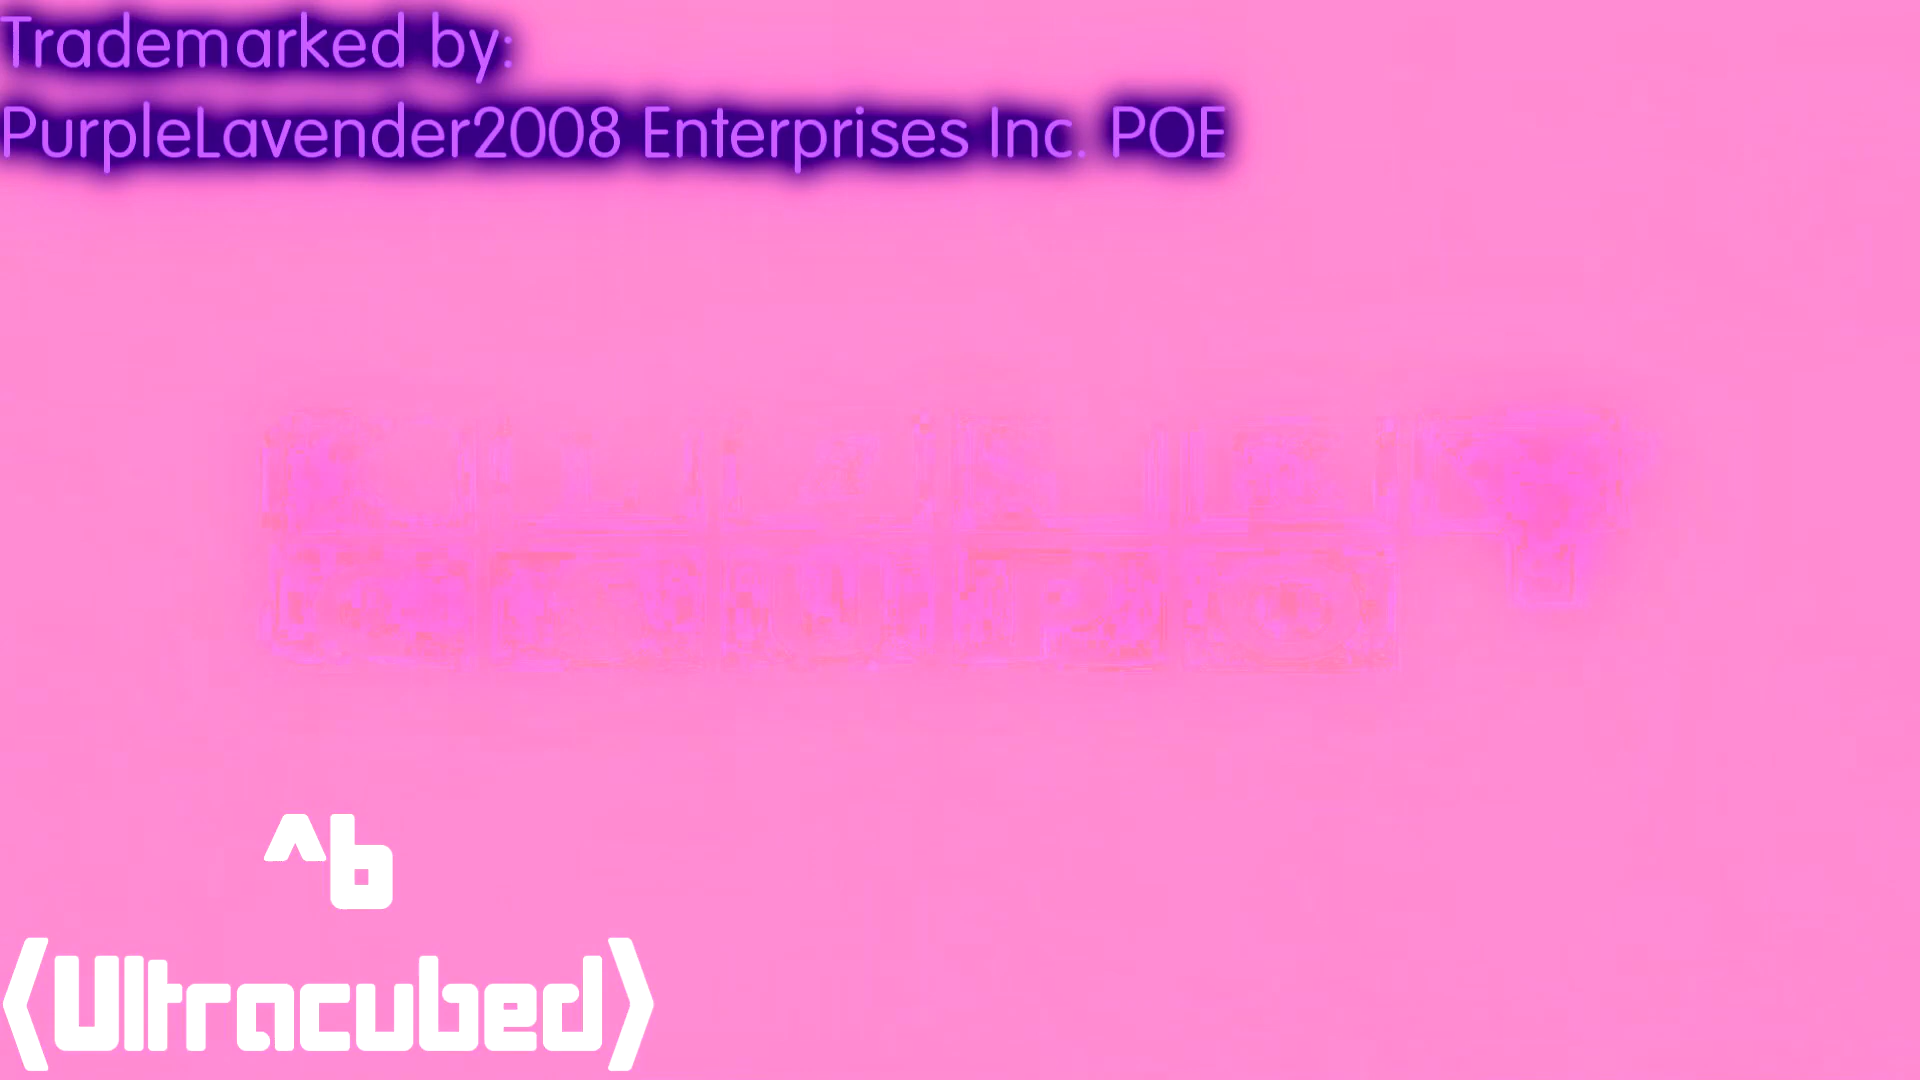 Trademarked by:
PurpleLavender2008 Enterprises Inc. POE
^b
⟨Ultracubed⟩